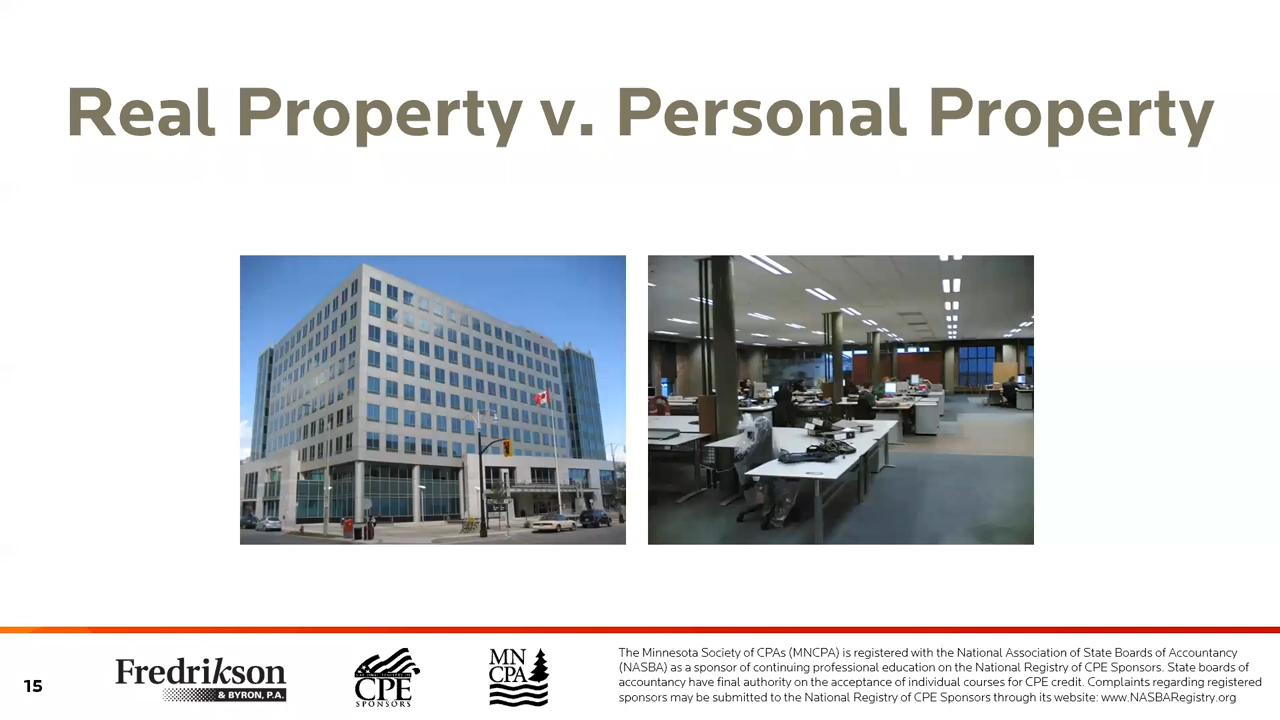 Real Property v. Personal Property
15
Fredrikson
& BYRON, P.A.
CPE
SPONSORS
MN
CPA
The Minnesota Society of CPAs (MNCPA) is registered with the National Association of State Boards of Accountancy
(NASBA) as a sponsor of continuing professional education on the National Registry of CPE Sponsors. State boards of
accountancy have final authority on the acceptance of individual courses for CPE credit. Complaints regarding registered
sponsors may be submitted to the National Registry of CPE Sponsors through its website: www.NASBARegistry.org